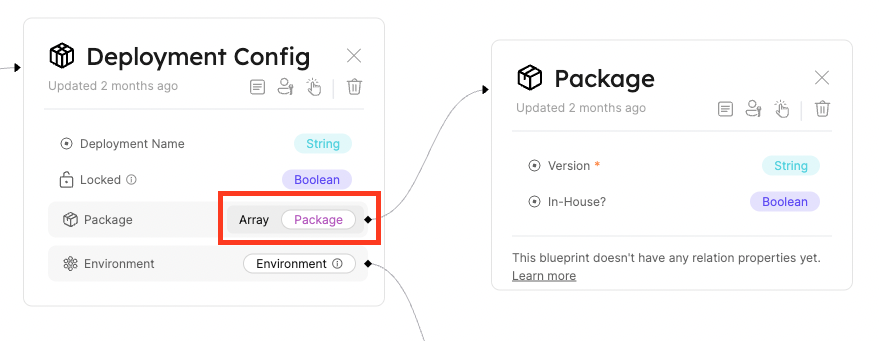 Deployment Config
Updated 2 months ago
Deployment Name String
Locked Boolean
Package Array Package
Environment Environment
Package
Updated 2 months ago
Version * String
In-House? Boolean
This blueprint doesn't have any relation properties yet.
Learn more